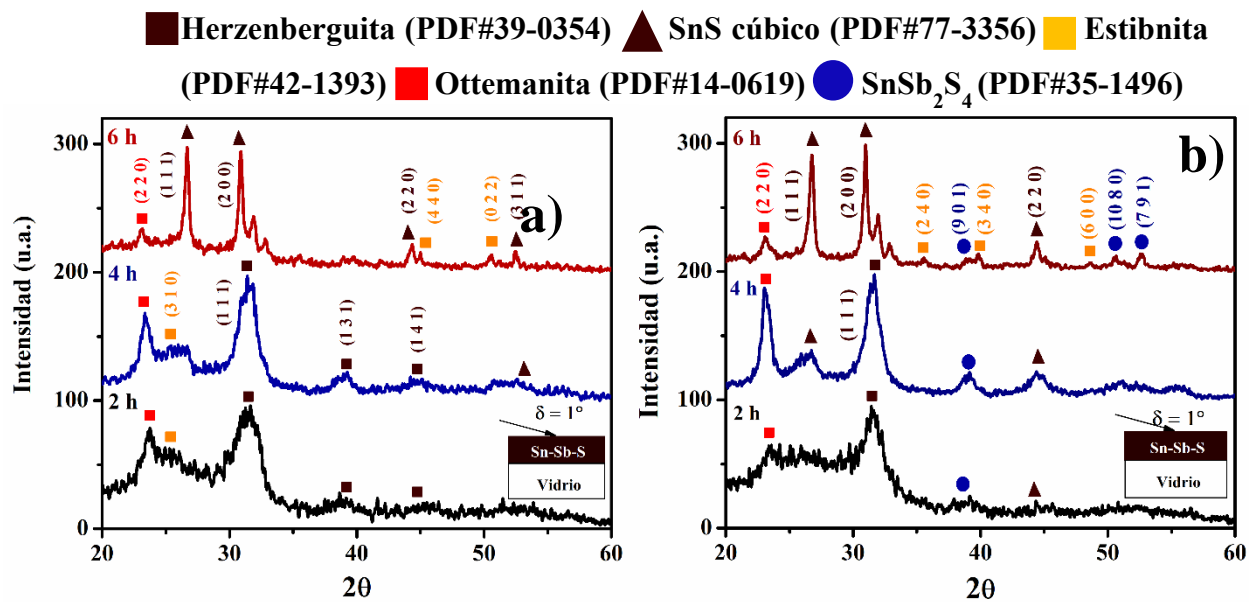 Herzenberguita (PDF#39-0354) SnS cúbico (PDF#77-3356) Estibnita
(PDF#42-1393) Ottemanita (PDF#14-0619) SnSb₂S₄ (PDF#35-1496)
a)
Intensidad (u.a.)
300
200
100
0
6 h
(2 2 0)
(1 1 1)
(2 0 0)
(2 2 0)
(4 4 0)
(0 2 2)
(3 1 1)
4 h
(3 1 0)
(1 1 1)
(1 3 1)
(1 4 1)
2 h
δ = 1°
Sn-Sb-S
Vidrio
20 30 40 50 60
2θ
b)
Intensidad (u.a.)
300
200
100
0
6 h
(2 2 0)
(1 1 1)
(2 0 0)
(2 4 0)
(9 0 1)
(3 4 0)
(2 2 0)
(6 0 0)
(10 8 0)
(7 9 1)
4 h
(1 1 1)
2 h
δ = 1°
Sn-Sb-S
Vidrio
20 30 40 50 60
2θ